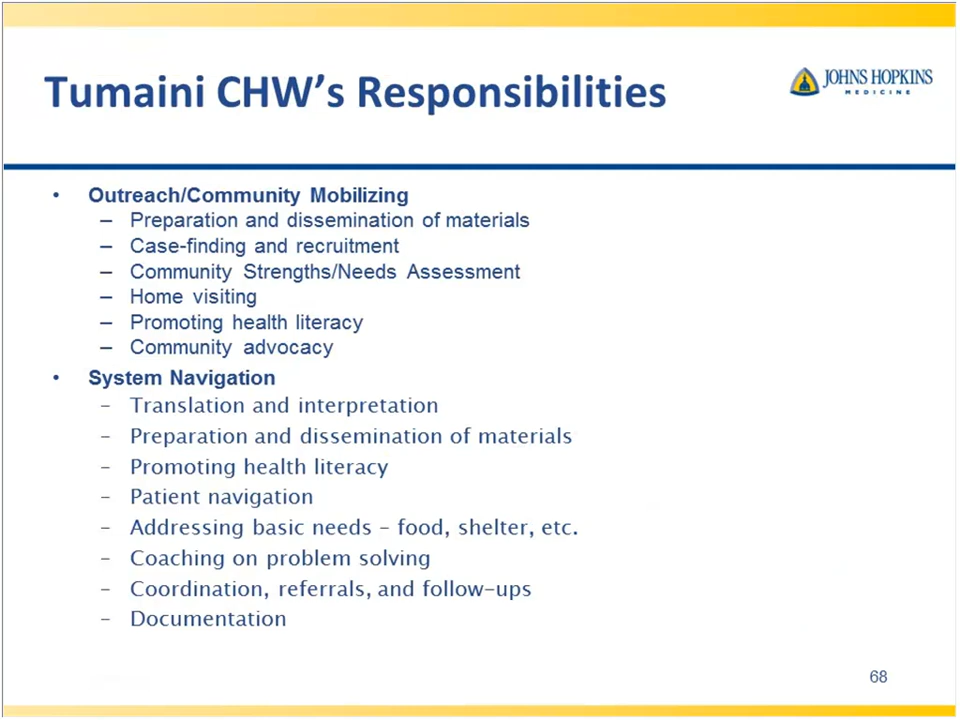 Tumaini CHW’s Responsibilities
JOHNS HOPKINS
MEDICINE
• Outreach/Community Mobilizing
– Preparation and dissemination of materials
– Case-finding and recruitment
– Community Strengths/Needs Assessment
– Home visiting
– Promoting health literacy
– Community advocacy
• System Navigation
– Translation and interpretation
– Preparation and dissemination of materials
– Promoting health literacy
– Patient navigation
– Addressing basic needs – food, shelter, etc.
– Coaching on problem solving
– Coordination, referrals, and follow-ups
– Documentation
68